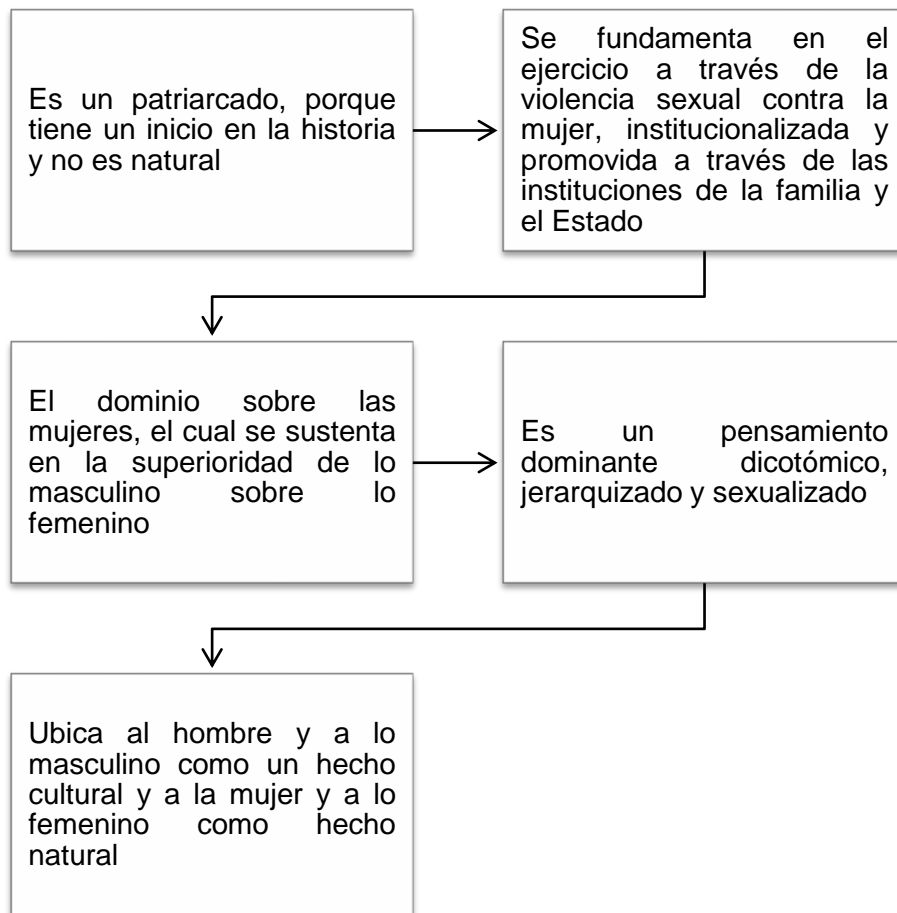 Es un patriarcado, porque
tiene un inicio en la historia
y no es natural
Se fundamenta en el
ejercicio a través de la
violencia sexual contra la
mujer, institucionalizada y
promovida a través de las
instituciones de la familia y
el Estado
El dominio sobre las
mujeres, el cual se sustenta
en la superioridad de lo
masculino sobre lo
femenino
Es un pensamiento
dominante dicotómico,
jerarquizado y sexualizado
Ubica al hombre y a lo
masculino como un hecho
cultural y a la mujer y a lo
femenino como hecho
natural